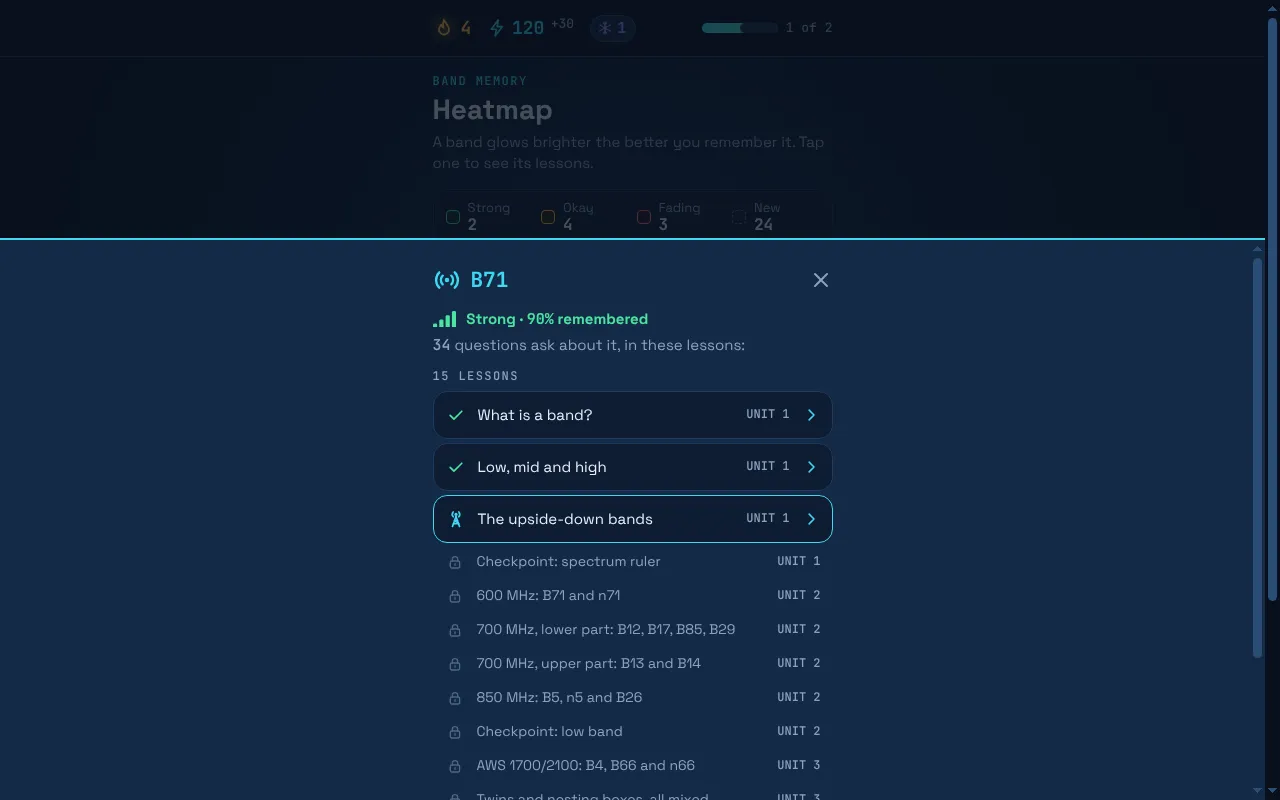 4 120 +30 1 1 of 2
BAND MEMORY
Heatmap
A band glows brighter the better you remember it. Tap
one to see its lessons.
Strong Okay Fading New
2 4 3 24
B71
Strong · 90% remembered
34 questions ask about it, in these lessons:
15 LESSONS
What is a band? UNIT 1
Low, mid and high UNIT 1
The upside-down bands UNIT 1
Checkpoint: spectrum ruler UNIT 1
600 MHz: B71 and n71 UNIT 2
700 MHz, lower part: B12, B17, B85, B29 UNIT 2
700 MHz, upper part: B13 and B14 UNIT 2
850 MHz: B5, n5 and B26 UNIT 2
Checkpoint: low band UNIT 2
AWS 1700/2100: B4, B66 and n66 UNIT 3
Twins and nesting boxes, all mixed UNIT 3